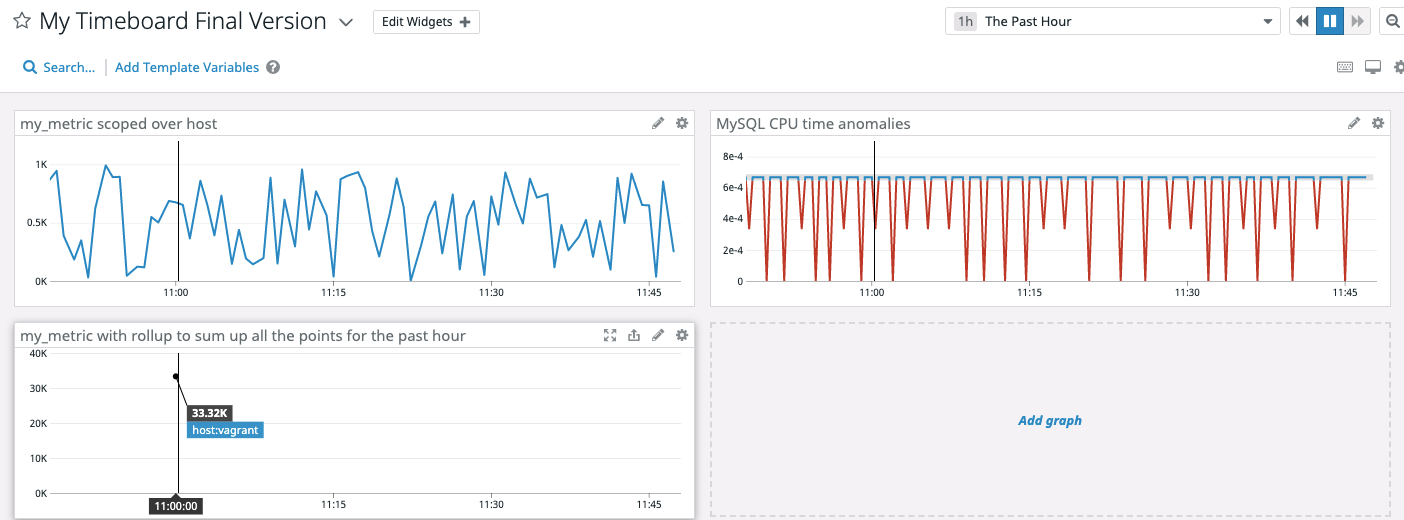 My Timeboard Final Version
Edit Widgets +
1h The Past Hour
Search...
Add Template Variables ?
my_metric scoped over host
1K
0.5K
0K
11:00 11:15 11:30 11:45
MySQL CPU time anomalies
8e-4
6e-4
4e-4
2e-4
0
11:00 11:15 11:30 11:45
my_metric with rollup to sum up all the points for the past hour
40K
30K
20K
10K
0K
33.32K
host:vagrant
11:00:00 11:15 11:30 11:45
Add graph